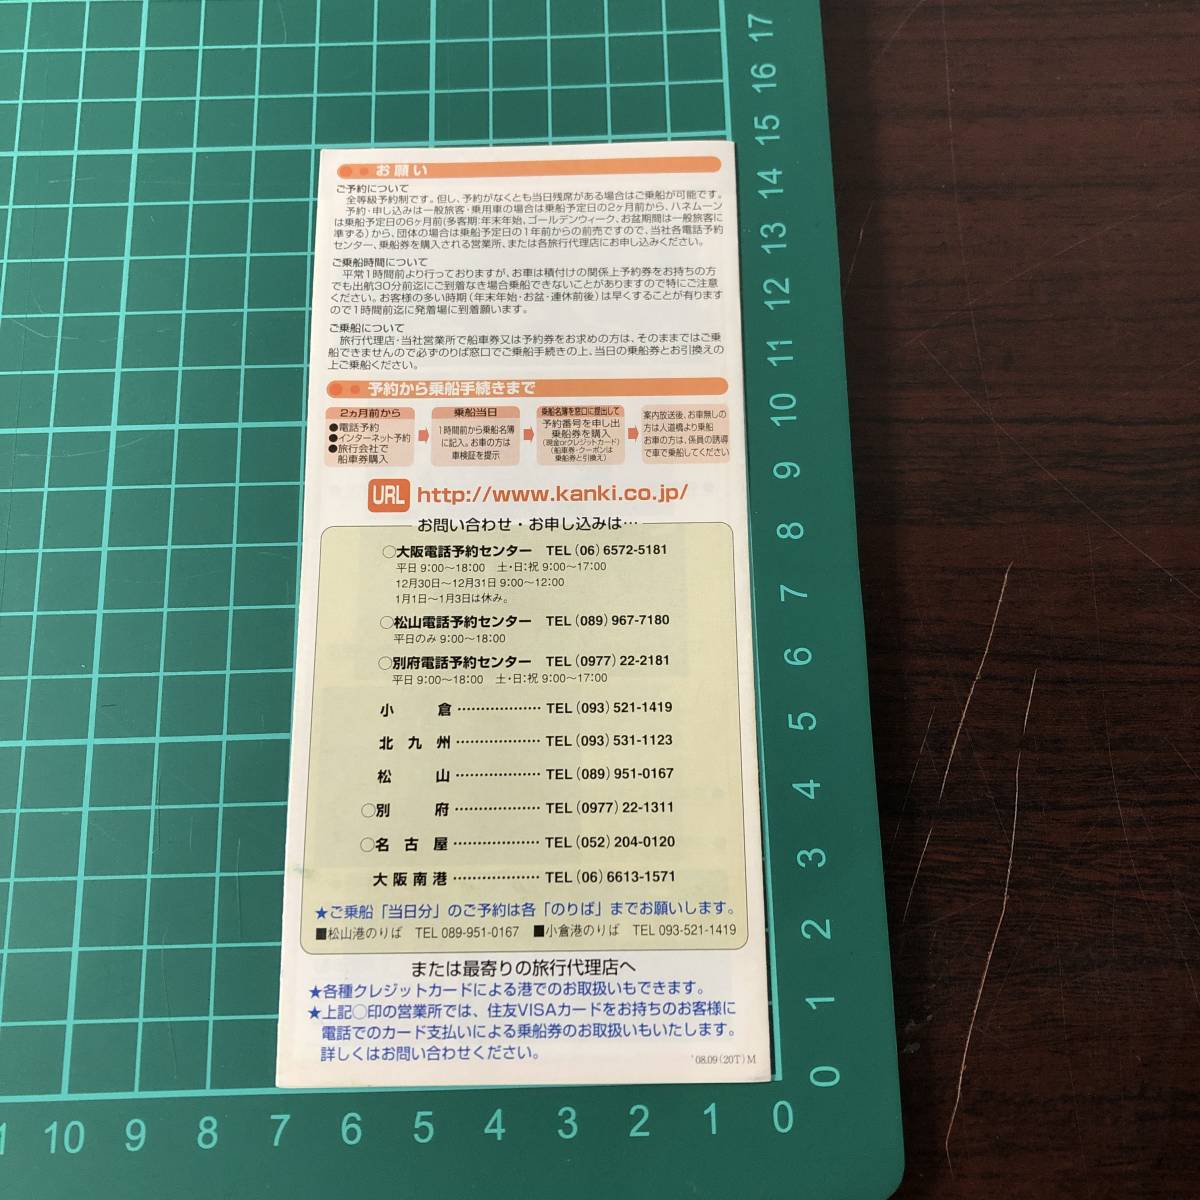 お願い
ご予約について
全等級予約制です。但し、予約がなくとも当日残席がある場合はご乗船が可能です。
予約・申し込みは一般旅客・乗用車の場合は乗船予定日の2ヶ月前から、ハネムーン
は乗船予定日の6ヶ月前(多客期:年末年始、ゴールデンウィーク、お盆期間は一般旅客に
準ずる)から、団体の場合は乗船予定日の1年前からの前売ですので、当社各電話予約
センター、乗船券を購入される営業所、または各旅行代理店にお申し込みください。
ご乗船時間について
平常1時間前より行っておりますが、お車は積付けの関係上予約券をお持ちの方
でも出航30分前迄にご到着なき場合乗船できないことがありますので特にご注意
ください。お客様の多い時期(年末年始・お盆・連休前後)は早くすることが有ります
ので1時間前迄に発着場に到着願います。
ご乗船について
旅行代理店・当社営業所で船車券又は予約券をお求めの方は、そのままではご乗
船できませんので必ずのりば窓口でご乗船手続きの上、当日の乗船券とお引換えの
上ご乗船ください。
予約から乗船手続きまで
2ヵ月前から
●電話予約
●インターネット予約
●旅行会社で
船車券購入
乗船当日
1時間前から乗船名簿
に記入。お車の方は
車検証を提示
乗船名簿を窓口に提出して
予約番号を申し出
乗船券を購入
(現金orクレジットカード)
(船車券・クーポンは
乗船券と引換え)
案内放送後、お車無しの
方は人道橋より乗船
お車の方は、係員の誘導
で車で乗船してください
URL http://www.kanki.co.jp/
お問い合わせ・お申し込みは…
○大阪電話予約センター TEL(06)6572-5181
平日 9:00〜18:00 土・日:祝 9:00〜17:00
12月30日〜12月31日 9:00〜12:00
1月1日〜1月3日は休み。
○松山電話予約センター TEL(089)967-7180
平日のみ 9:00〜18:00
○別府電話予約センター TEL(0977)22-2181
平日 9:00〜18:00 土・日:祝 9:00〜17:00
小倉 ……………… TEL(093)521-1419
北九州 ……………… TEL(093)531-1123
松山 ……………… TEL(089)951-0167
○別府 ……………… TEL(0977)22-1311
○名古屋 ……………… TEL(052)204-0120
大阪南港 ……………… TEL(06)6613-1571
★ご乗船「当日分」のご予約は各「のりば」までお願いします。
■松山港のりば TEL 089-951-0167 ■小倉港のりば TEL 093-521-1419
または最寄りの旅行代理店へ
★各種クレジットカードによる港でのお取扱いもできます。
★上記○印の営業所では、住友VISAカードをお持ちのお客様に
電話でのカード支払いによる乗船券のお取扱いもいたします。
詳しくはお問い合わせください。
'08.09(20T)M
17
16
15
14
13
12
11
10
9
8
7
6
5
4
3
2
1
0
1 10 9 8 7 6 5 4 3 2 1 0